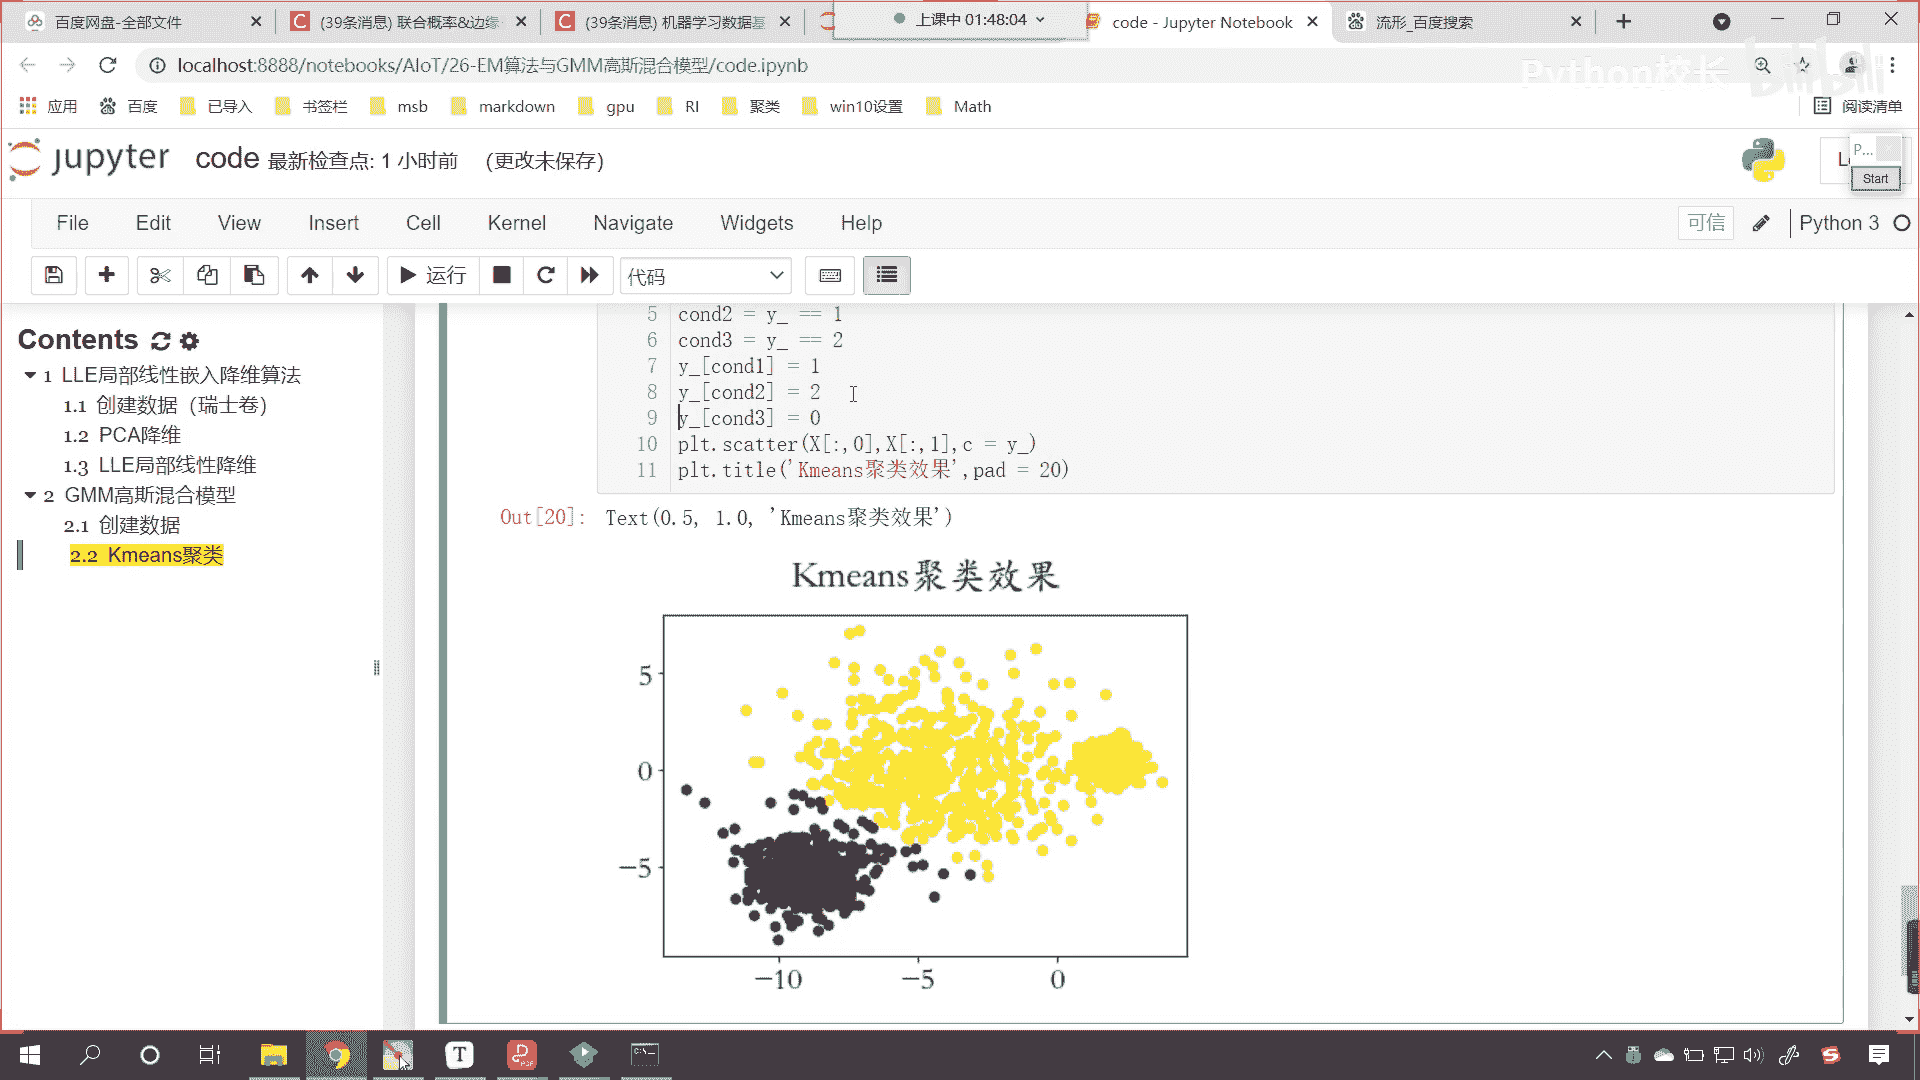 百度网盘-全部文件
(39条消息) 联合概率&边缘
(39条消息) 机器学习数据基
上课中 01:48:04
code - Jupyter Notebook
流形_百度搜索
localhost:8888/notebooks/AIoT/26-EM算法与GMM高斯混合模型/code.ipynb
Python校长
bilibili
应用
百度
已导入
书签栏
msb
markdown
gpu
RI
聚类
win10设置
Math
阅读清单
jupyter
code 最新检查点: 1 小时前 (更改未保存)
P...
Start
File Edit View Insert Cell Kernel Navigate Widgets Help
可信
Python 3
运行
代码
Contents
1 LLE局部线性嵌入降维算法
1.1 创建数据（瑞士卷）
1.2 PCA降维
1.3 LLE局部线性降维
2 GMM高斯混合模型
2.1 创建数据
2.2 Kmeans聚类
5 cond2 = y_ == 1
6 cond3 = y_ == 2
7 y_[cond1] = 1
8 y_[cond2] = 2
9 y_[cond3] = 0
10 plt.scatter(X[:,0],X[:,1],c = y_)
11 plt.title('Kmeans聚类效果',pad = 20)
Out[20]: Text(0.5, 1.0, 'Kmeans聚类效果')
Kmeans聚类效果
5
0
−5
−10 −5 0